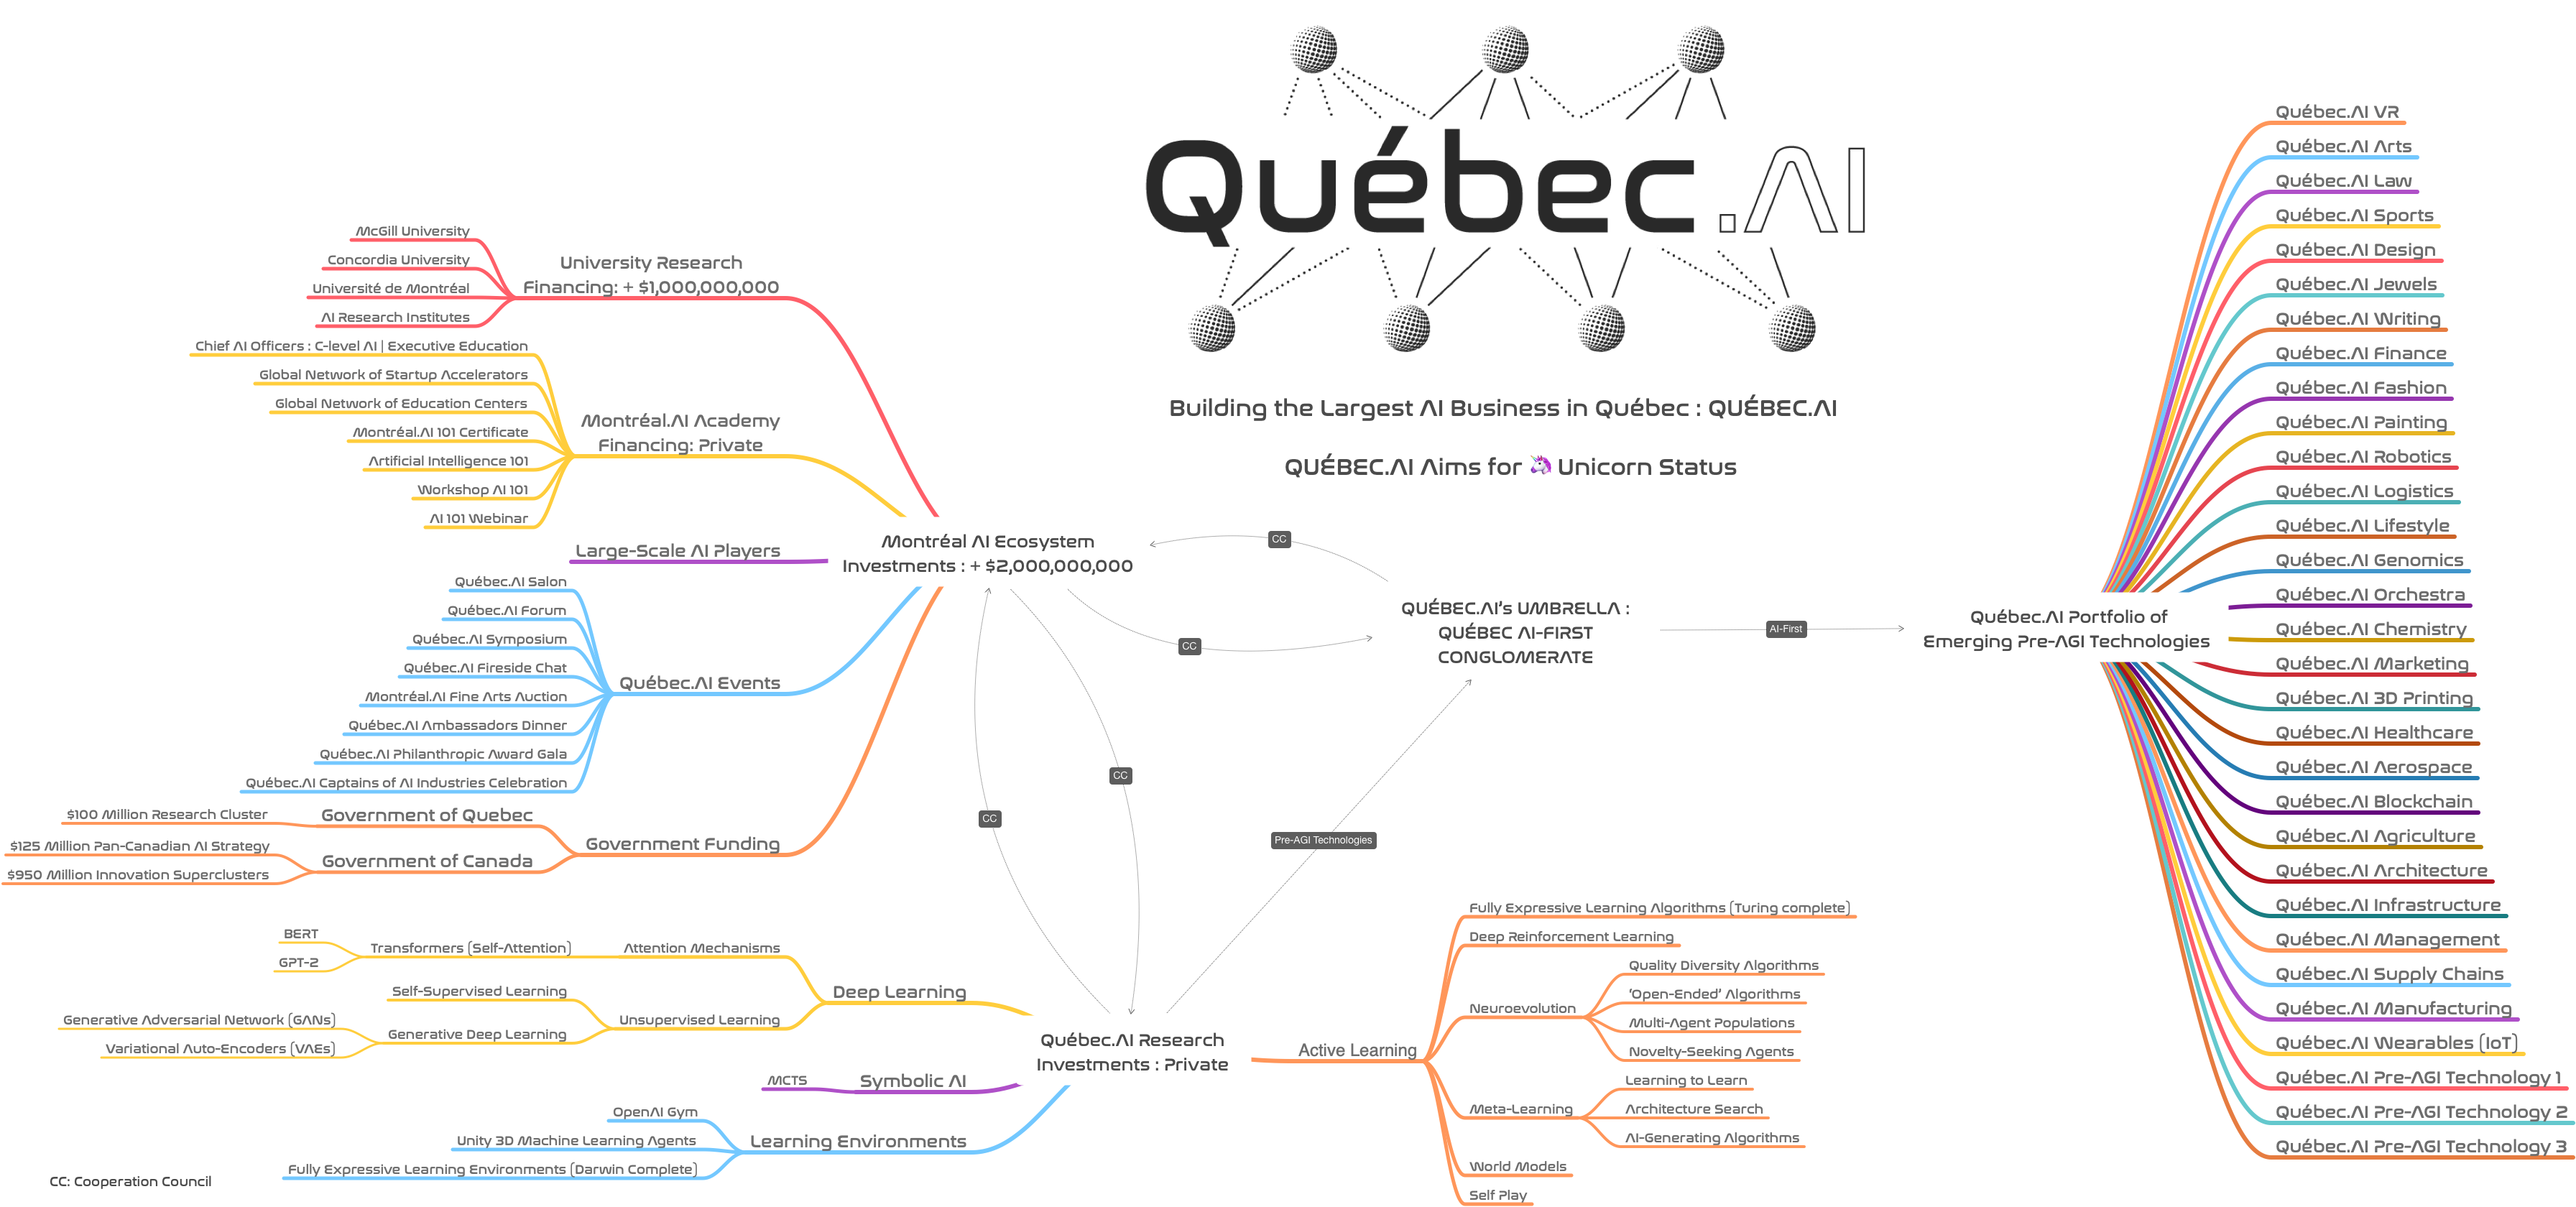 Québec.AI
Building the Largest AI Business in Québec : QUÉBEC.AI
QUÉBEC.AI Aims for 🦄 Unicorn Status
Montréal AI Ecosystem
Investments : + $2,000,000,000
University Research
Financing: + $1,000,000,000
McGill University
Concordia University
Université de Montréal
AI Research Institutes
Montréal.AI Academy
Financing: Private
Chief AI Officers : C-level AI | Executive Education
Global Network of Startup Accelerators
Global Network of Education Centers
Montréal.AI 101 Certificate
Artificial Intelligence 101
Workshop AI 101
AI 101 Webinar
Large-Scale AI Players
Québec.AI Events
Québec.AI Salon
Québec.AI Forum
Québec.AI Symposium
Québec.AI Fireside Chat
Montréal.AI Fine Arts Auction
Québec.AI Ambassadors Dinner
Québec.AI Philanthropic Award Gala
Québec.AI Captains of AI Industries Celebration
Government Funding
Government of Quebec
$100 Million Research Cluster
Government of Canada
$125 Million Pan-Canadian AI Strategy
$950 Million Innovation Superclusters
CC
CC
CC
CC
QUÉBEC.AI's UMBRELLA :
QUÉBEC AI-FIRST
CONGLOMERATE
AI-First
Pre-AGI Technologies
Québec.AI Research
Investments : Private
Deep Learning
Attention Mechanisms
Transformers (Self-Attention)
BERT
GPT-2
Unsupervised Learning
Self-Supervised Learning
Generative Deep Learning
Generative Adversarial Network (GANs)
Variational Auto-Encoders (VAEs)
Symbolic AI
MCTS
Learning Environments
OpenAI Gym
Unity 3D Machine Learning Agents
Fully Expressive Learning Environments (Darwin Complete)
CC: Cooperation Council
Active Learning
Fully Expressive Learning Algorithms (Turing complete)
Deep Reinforcement Learning
Neuroevolution
Quality Diversity Algorithms
'Open-Ended' Algorithms
Multi-Agent Populations
Novelty-Seeking Agents
Meta-Learning
Learning to Learn
Architecture Search
AI-Generating Algorithms
World Models
Self Play
Québec.AI Portfolio of
Emerging Pre-AGI Technologies
Québec.AI VR
Québec.AI Arts
Québec.AI Law
Québec.AI Sports
Québec.AI Design
Québec.AI Jewels
Québec.AI Writing
Québec.AI Finance
Québec.AI Fashion
Québec.AI Painting
Québec.AI Robotics
Québec.AI Logistics
Québec.AI Lifestyle
Québec.AI Genomics
Québec.AI Orchestra
Québec.AI Chemistry
Québec.AI Marketing
Québec.AI 3D Printing
Québec.AI Healthcare
Québec.AI Aerospace
Québec.AI Blockchain
Québec.AI Agriculture
Québec.AI Architecture
Québec.AI Infrastructure
Québec.AI Management
Québec.AI Supply Chains
Québec.AI Manufacturing
Québec.AI Wearables (IoT)
Québec.AI Pre-AGI Technology 1
Québec.AI Pre-AGI Technology 2
Québec.AI Pre-AGI Technology 3